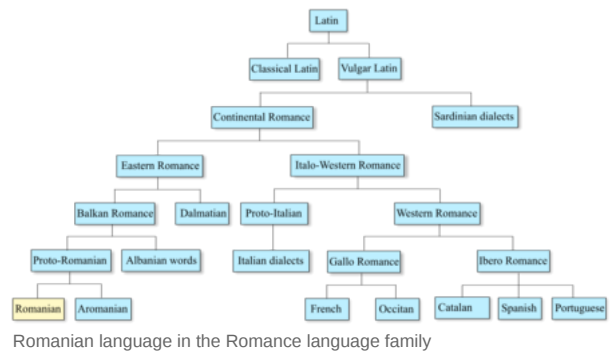 Latin
Classical Latin
Vulgar Latin
Continental Romance
Sardinian dialects
Eastern Romance
Italo-Western Romance
Balkan Romance
Dalmatian
Proto-Italian
Western Romance
Proto-Romanian
Albanian words
Italian dialects
Gallo Romance
Ibero Romance
Romanian
Aromanian
French
Occitan
Catalan
Spanish
Portuguese
Romanian language in the Romance language family